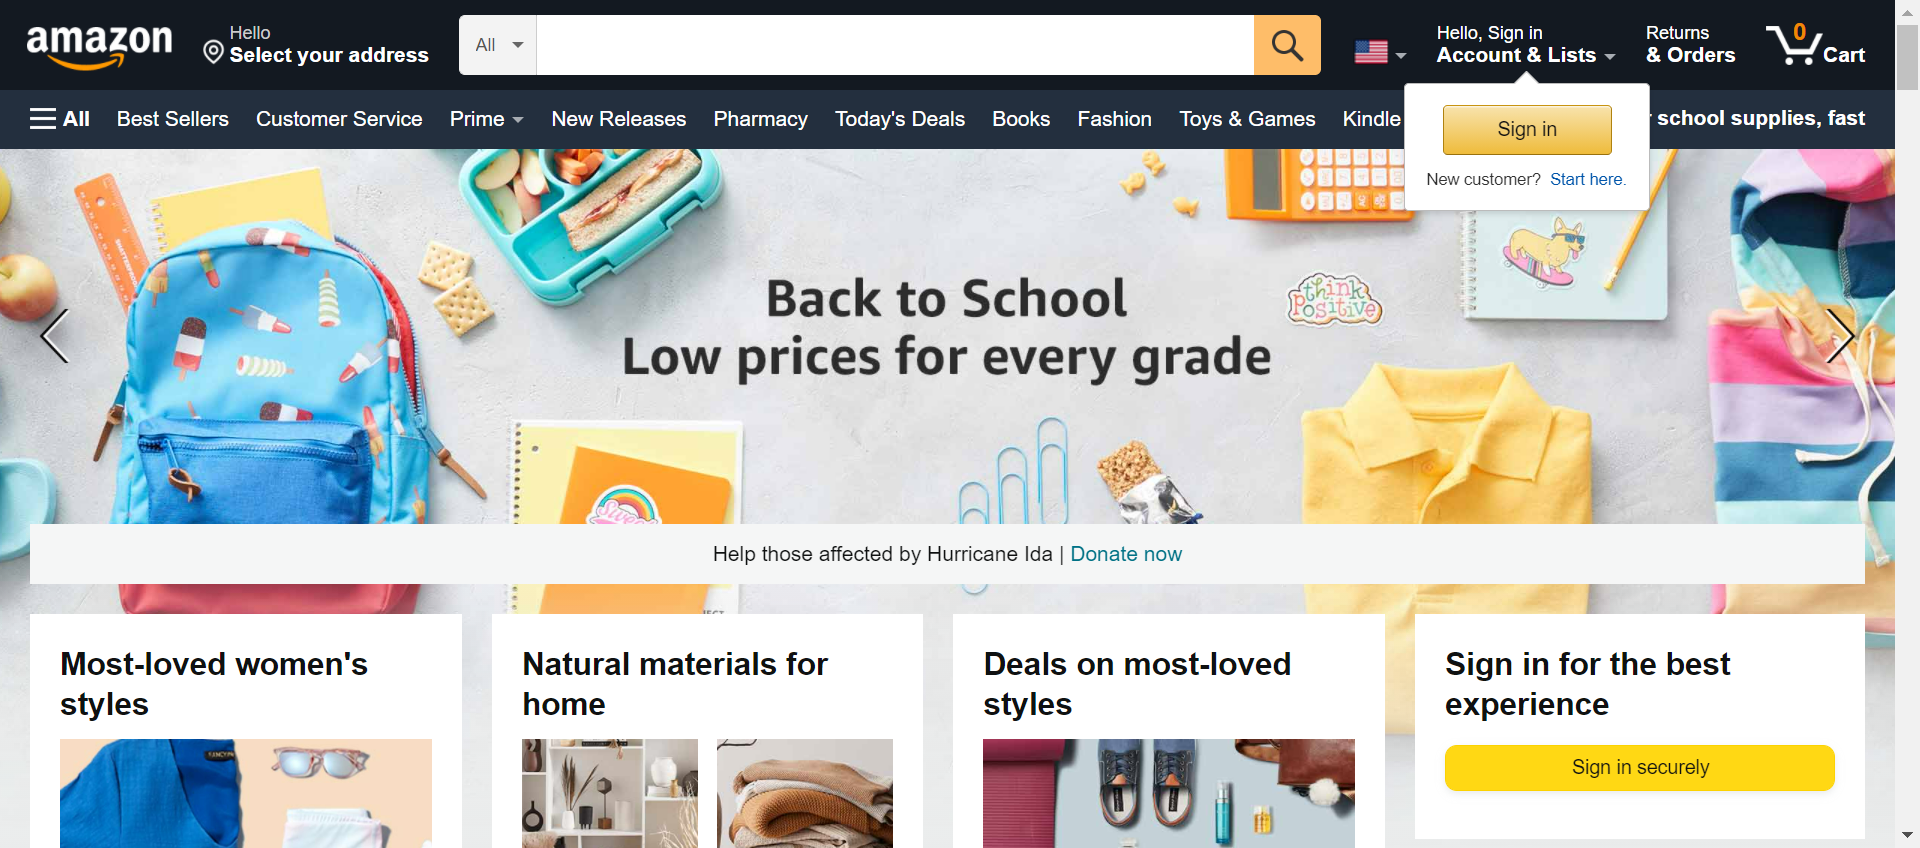 amazon
Hello
Select your address
All
Hello, Sign in
Account & Lists
Returns
& Orders
0
Cart
All
Best Sellers
Customer Service
Prime
New Releases
Pharmacy
Today's Deals
Books
Fashion
Toys & Games
Kindle
school supplies, fast
Sign in
New customer? Start here.
Back to School
Low prices for every grade
think
positive
Sweet
Help those affected by Hurricane Ida | Donate now
Most-loved women's
styles
Natural materials for
home
Deals on most-loved
styles
Sign in for the best
experience
Sign in securely